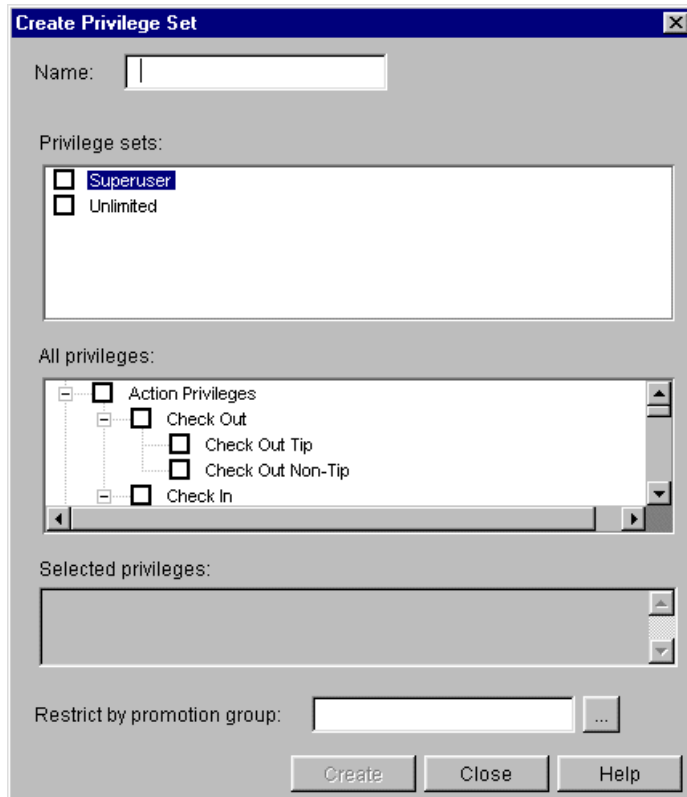 Create Privilege Set
Name:
Privilege sets:
Superuser
Unlimited
All privileges:
Action Privileges
Check Out
Check Out Tip
Check Out Non-Tip
Check In
Selected privileges:
Restrict by promotion group:
...
Create Close Help